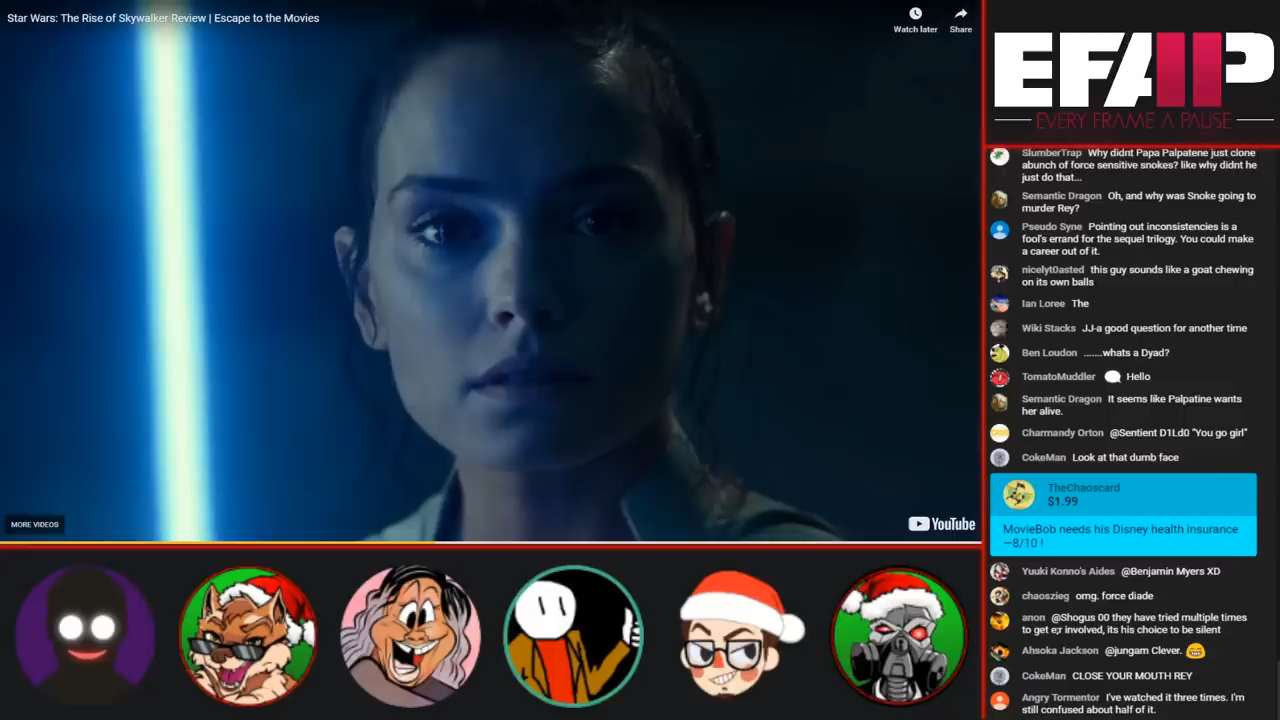 Star Wars: The Rise of Skywalker Review | Escape to the Movies
Watch later
Share
MORE VIDEOS
YouTube
EFAP
EVERY FRAME A PAUSE
SlumberTrap Why didnt Papa Palpatene just clone
abunch of force sensitive snokes? like why didnt he
just do that...
Semantic Dragon Oh, and why was Snoke going to
murder Rey?
Pseudo Syne Pointing out inconsistencies is a
fool's errand for the sequel trilogy. You could make
a career out of it.
nicelyt0asted this guy sounds like a goat chewing
on its own balls
Ian Loree The
Wiki Stacks JJ-a good question for another time
Ben Loudon .......whats a Dyad?
TomatoMuddler 💬 Hello
Semantic Dragon It seems like Palpatine wants
her alive.
Charmandy Orton @Sentient D1Ld0 "You go girl"
CokeMan Look at that dumb face
TheChaoscard
$1.99
MovieBob needs his Disney health insurance
—8/10 !
Yuuki Konno's Aides @Benjamin Myers XD
chaoszieg omg. force diade
anon @Shogus 00 they have tried multiple times
to get e;r involved, its his choice to be silent
Ahsoka Jackson @jungam Clever. 😂
CokeMan CLOSE YOUR MOUTH REY
Angry Tormentor I've watched it three times. I'm
still confused about half of it.